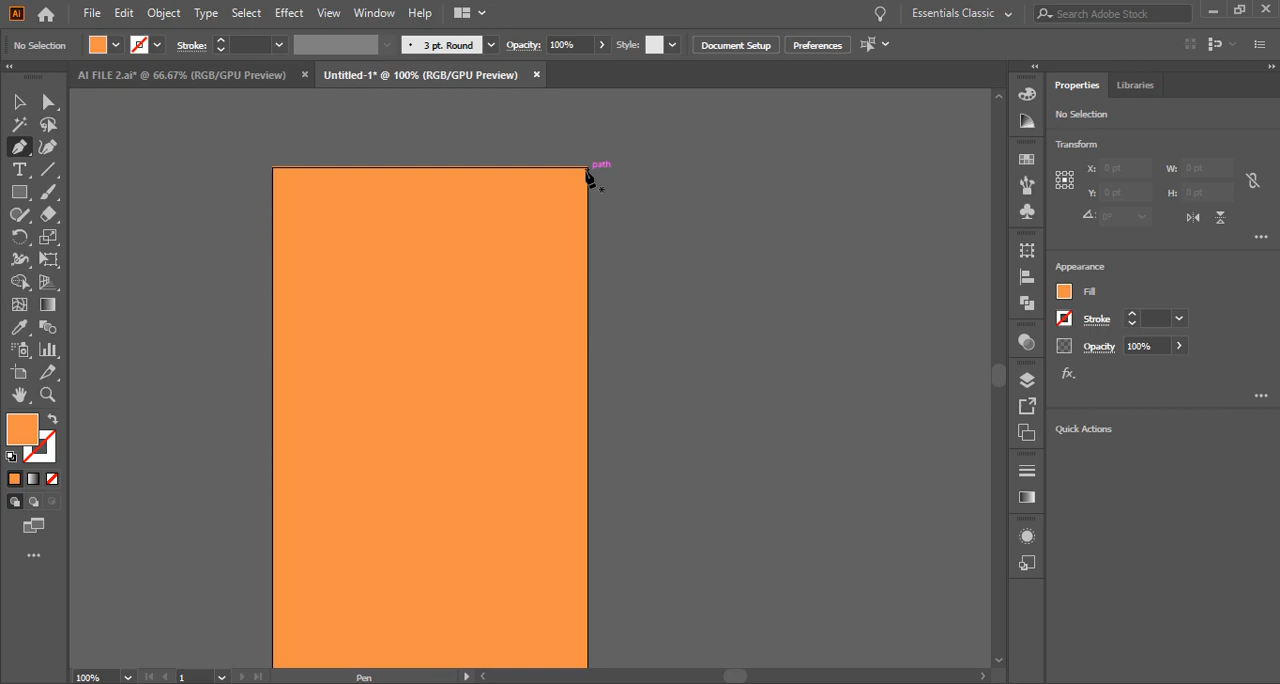 Ai File Edit Object Type Select Effect View Window Help Essentials Classic Search Adobe Stock
No Selection Stroke: 3 pt. Round Opacity: 100% Style: Document Setup Preferences
AI FILE 2.ai* @ 66.67% (RGB/GPU Preview) × Untitled-1* @ 100% (RGB/GPU Preview) ×
Properties Libraries
No Selection
Transform
path
X: 0 pt W: 0 pt
Y: 0 pt H: 0 pt
0°
Appearance
Fill
Stroke
Opacity 100%
fx.
Quick Actions
100% 1 Pen